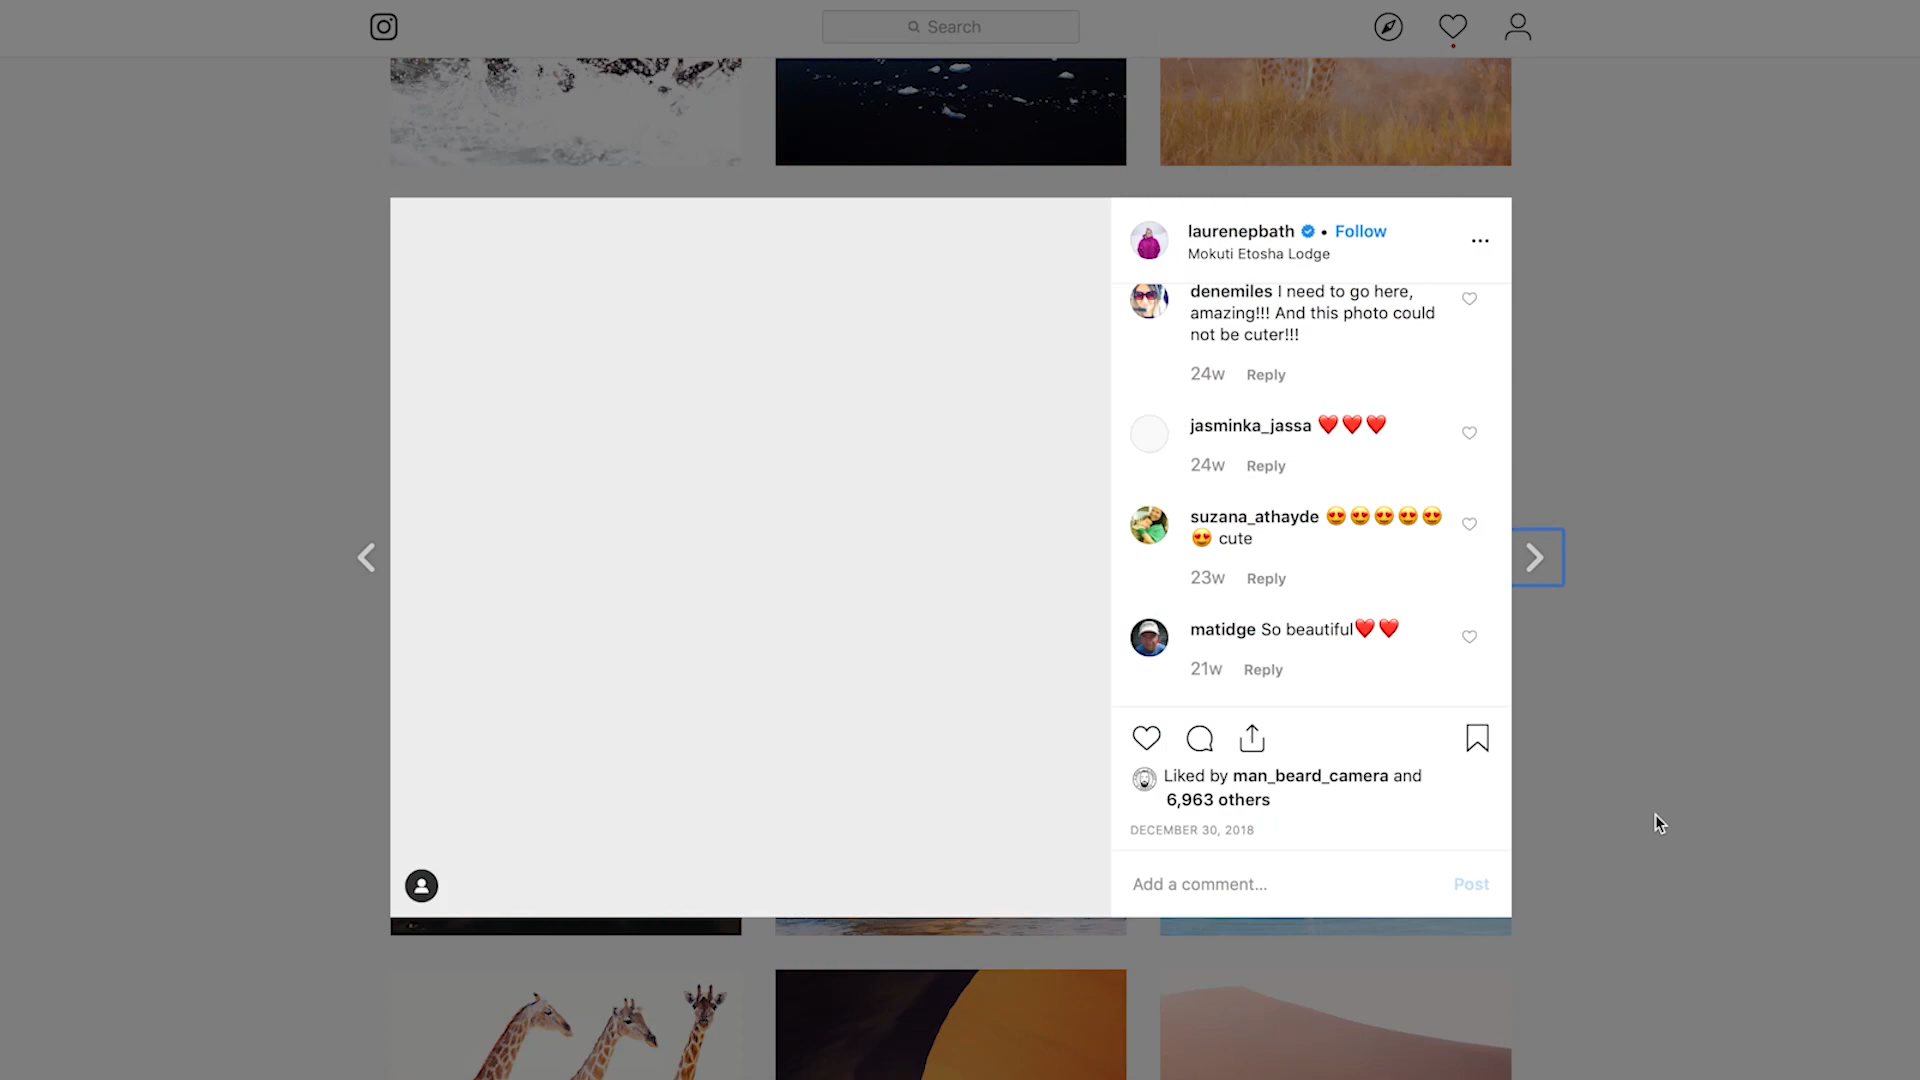 Search
laurenepbath • Follow
Mokuti Etosha Lodge
denemiles I need to go here,
amazing!!! And this photo could
not be cuter!!!
24w Reply
jasminka_jassa ❤️❤️❤️
24w Reply
suzana_athayde 😍😍😍😍😍
😍 cute
23w Reply
matidge So beautiful❤️❤️
21w Reply
Liked by man_beard_camera and
6,963 others
DECEMBER 30, 2018
Add a comment... Post